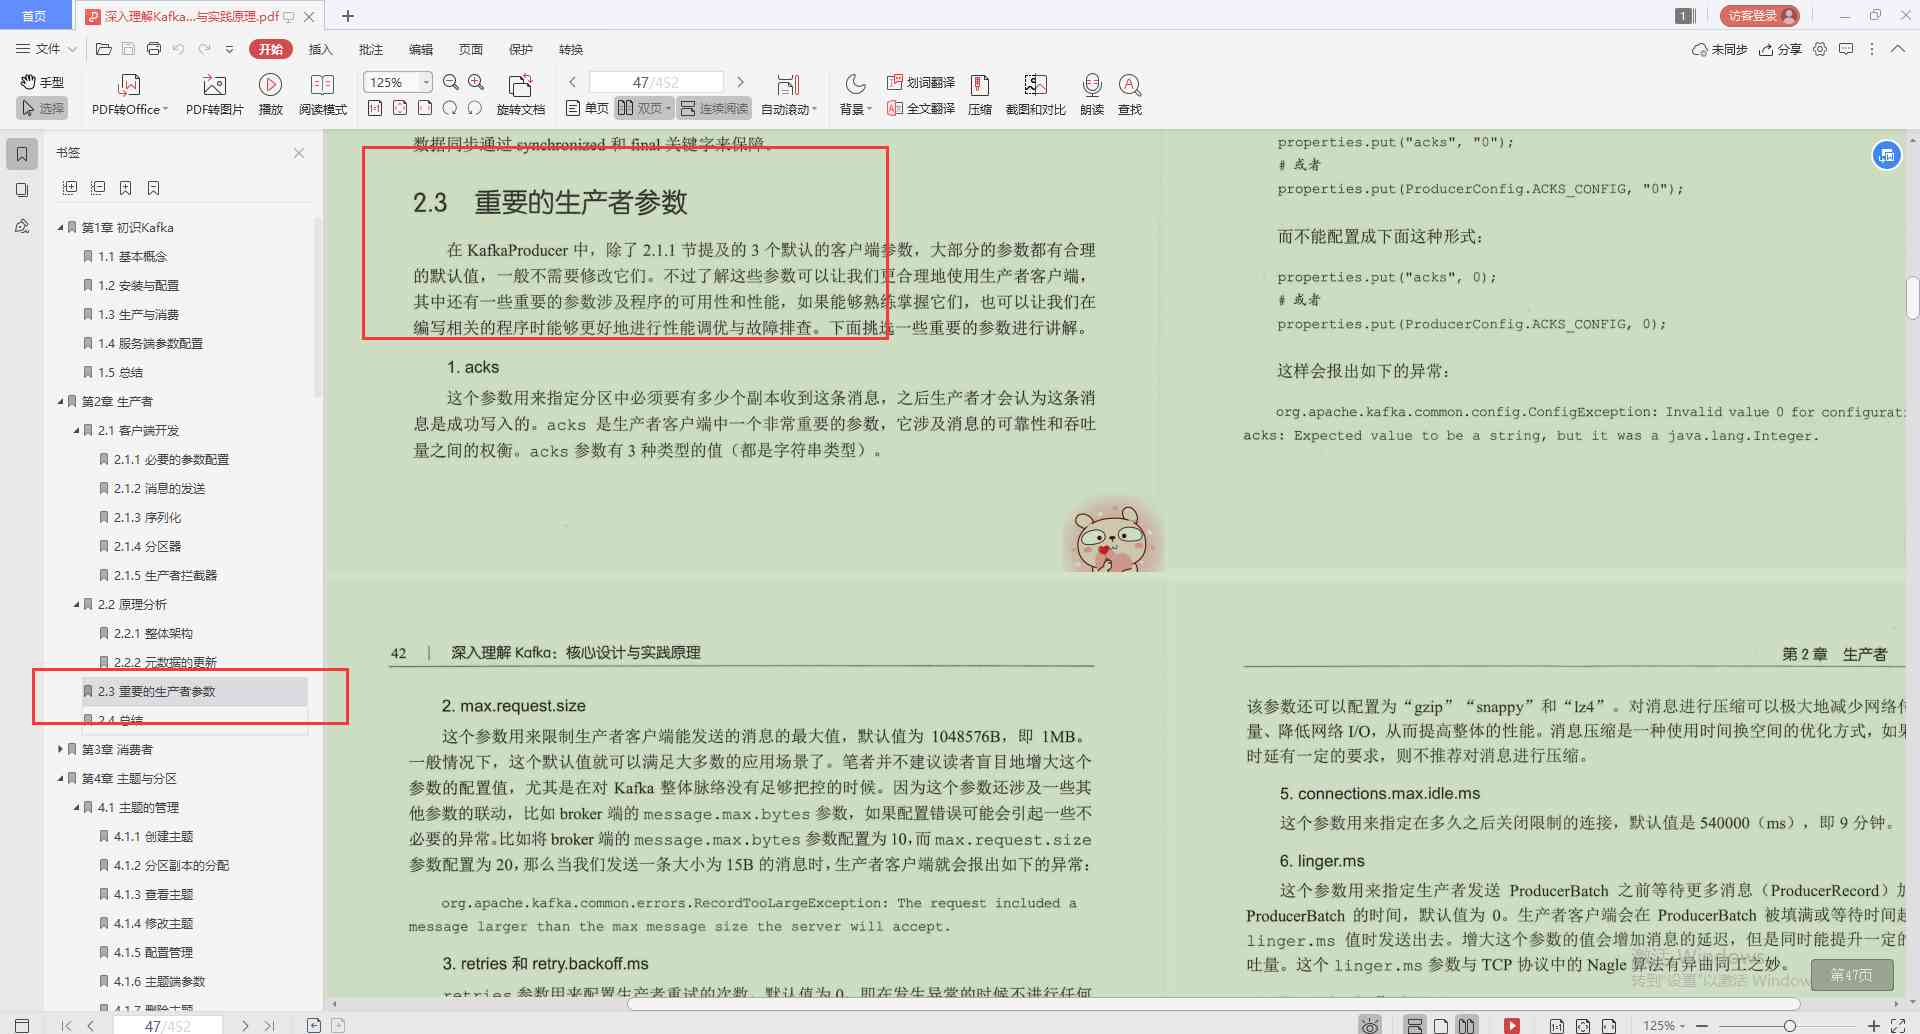 首页
深入理解Kafka...与实践原理.pdf
1
访客登录
文件
开始
插入
批注
编辑
页面
保护
转换
未同步
分享
手型
选择
PDF转Office
PDF转图片
播放
阅读模式
125%
旋转文档
47/452
单页
双页
连续阅读
自动滚动
背景
划词翻译
全文翻译
压缩
截图和对比
朗读
查找
书签
第1章 初识Kafka
1.1 基本概念
1.2 安装与配置
1.3 生产与消费
1.4 服务端参数配置
1.5 总结
第2章 生产者
2.1 客户端开发
2.1.1 必要的参数配置
2.1.2 消息的发送
2.1.3 序列化
2.1.4 分区器
2.1.5 生产者拦截器
2.2 原理分析
2.2.1 整体架构
2.2.2 元数据的更新
2.3 重要的生产者参数
2.4 总结
第3章 消费者
第4章 主题与分区
4.1 主题的管理
4.1.1 创建主题
4.1.2 分区副本的分配
4.1.3 查看主题
4.1.4 修改主题
4.1.5 配置管理
4.1.6 主题端参数
4.1.7 删除主题
数据同步通过 synchronized 和 final 关键字来保障。
2.3 重要的生产者参数
在 KafkaProducer 中，除了 2.1.1 节提及的 3 个默认的客户端参数，大部分的参数都有合理
的默认值，一般不需要修改它们。不过了解这些参数可以让我们更合理地使用生产者客户端，
其中还有一些重要的参数涉及程序的可用性和性能，如果能够熟练掌握它们，也可以让我们在
编写相关的程序时能够更好地进行性能调优与故障排查。下面挑选一些重要的参数进行讲解。
1. acks
这个参数用来指定分区中必须要有多少个副本收到这条消息，之后生产者才会认为这条消
息是成功写入的。acks 是生产者客户端中一个非常重要的参数，它涉及消息的可靠性和吞吐
量之间的权衡。acks 参数有 3 种类型的值（都是字符串类型）。
properties.put("acks", "0");
# 或者
properties.put(ProducerConfig.ACKS_CONFIG, "0");
而不能配置成下面这种形式：
properties.put("acks", 0);
# 或者
properties.put(ProducerConfig.ACKS_CONFIG, 0);
这样会报出如下的异常：
org.apache.kafka.common.config.ConfigException: Invalid value 0 for configurat
acks: Expected value to be a string, but it was a java.lang.Integer.
42 | 深入理解 Kafka：核心设计与实践原理
2. max.request.size
这个参数用来限制生产者客户端能发送的消息的最大值，默认值为 1048576B，即 1MB。
一般情况下，这个默认值就可以满足大多数的应用场景了。笔者并不建议读者盲目地增大这个
参数的配置值，尤其是在对 Kafka 整体脉络没有足够把控的时候。因为这个参数还涉及一些其
他参数的联动，比如 broker 端的 message.max.bytes 参数，如果配置错误可能会引起一些不
必要的异常。比如将 broker 端的 message.max.bytes 参数配置为 10，而 max.request.size
参数配置为 20，那么当我们发送一条大小为 15B 的消息时，生产者客户端就会报出如下的异常：
org.apache.kafka.common.errors.RecordTooLargeException: The request included a
message larger than the max message size the server will accept.
3. retries 和 retry.backoff.ms
retries 参数用来配置生产者重试的次数，默认值为 0，即在发生异常的时候不进行任何
第 2 章 生产者
该参数还可以配置为“gzip”“snappy”和“lz4”。对消息进行压缩可以极大地减少网络
量、降低网络 I/O，从而提高整体的性能。消息压缩是一种使用时间换空间的优化方式，如
时延有一定的要求，则不推荐对消息进行压缩。
5. connections.max.idle.ms
这个参数用来指定在多久之后关闭限制的连接，默认值是 540000（ms），即 9 分钟。
6. linger.ms
这个参数用来指定生产者发送 ProducerBatch 之前等待更多消息（ProducerRecord）加
ProducerBatch 的时间，默认值为 0。生产者客户端会在 ProducerBatch 被填满或等待时间超
linger.ms 值时发送出去。增大这个参数的值会增加消息的延迟，但是同时能提升一定的
吐量。这个 linger.ms 参数与 TCP 协议中的 Nagle 算法有异曲同工之妙。
激活 Windows
转到"设置"以激活 Window
第47页
47/452
125%